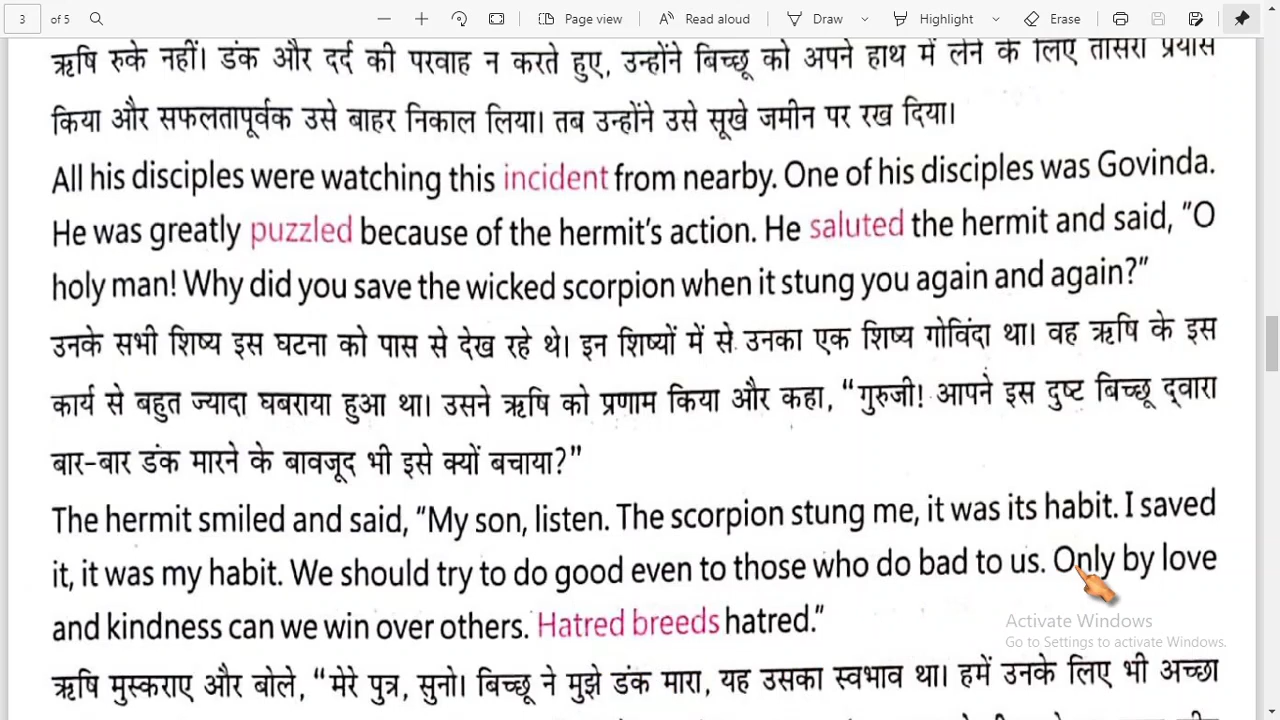 3 of 5 Page view Read aloud Draw Highlight Erase
ऋषि रुके नहीं। डंक और दर्द की परवाह न करते हुए, उन्होंने बिच्छू को अपने हाथ में लेने के लिए तीसरा प्रयास
किया और सफलतापूर्वक उसे बाहर निकाल लिया। तब उन्होंने उसे सूखे जमीन पर रख दिया।
All his disciples were watching this incident from nearby. One of his disciples was Govinda.
He was greatly puzzled because of the hermit's action. He saluted the hermit and said, "O
holy man! Why did you save the wicked scorpion when it stung you again and again?"
उनके सभी शिष्य इस घटना को पास से देख रहे थे। इन शिष्यों में से उनका एक शिष्य गोविंदा था। वह ऋषि के इस
कार्य से बहुत ज्यादा घबराया हुआ था। उसने ऋषि को प्रणाम किया और कहा, “गुरुजी! आपने इस दुष्ट बिच्छू द्वारा
बार-बार डंक मारने के बावजूद भी इसे क्यों बचाया?”
The hermit smiled and said, “My son, listen. The scorpion stung me, it was its habit. I saved
it, it was my habit. We should try to do good even to those who do bad to us. Only by love
and kindness can we win over others. Hatred breeds hatred.”
Activate Windows
Go to Settings to activate Windows.
ऋषि मुस्कराए और बोले, “मेरे पुत्र, सुनो। बिच्छू ने मुझे डंक मारा, यह उसका स्वभाव था। हमें उनके लिए भी अच्छा